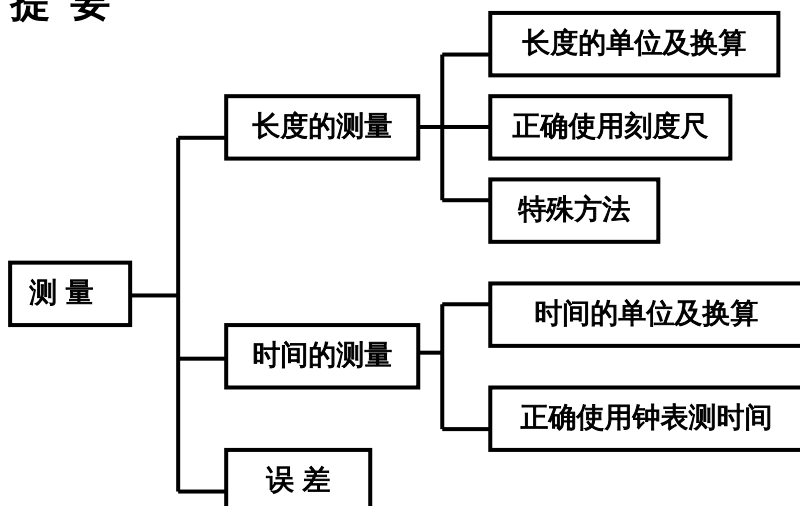 提 要
长度的单位及换算
长度的测量
正确使用刻度尺
特殊方法
测 量
时间的单位及换算
时间的测量
正确使用钟表测时间
误 差